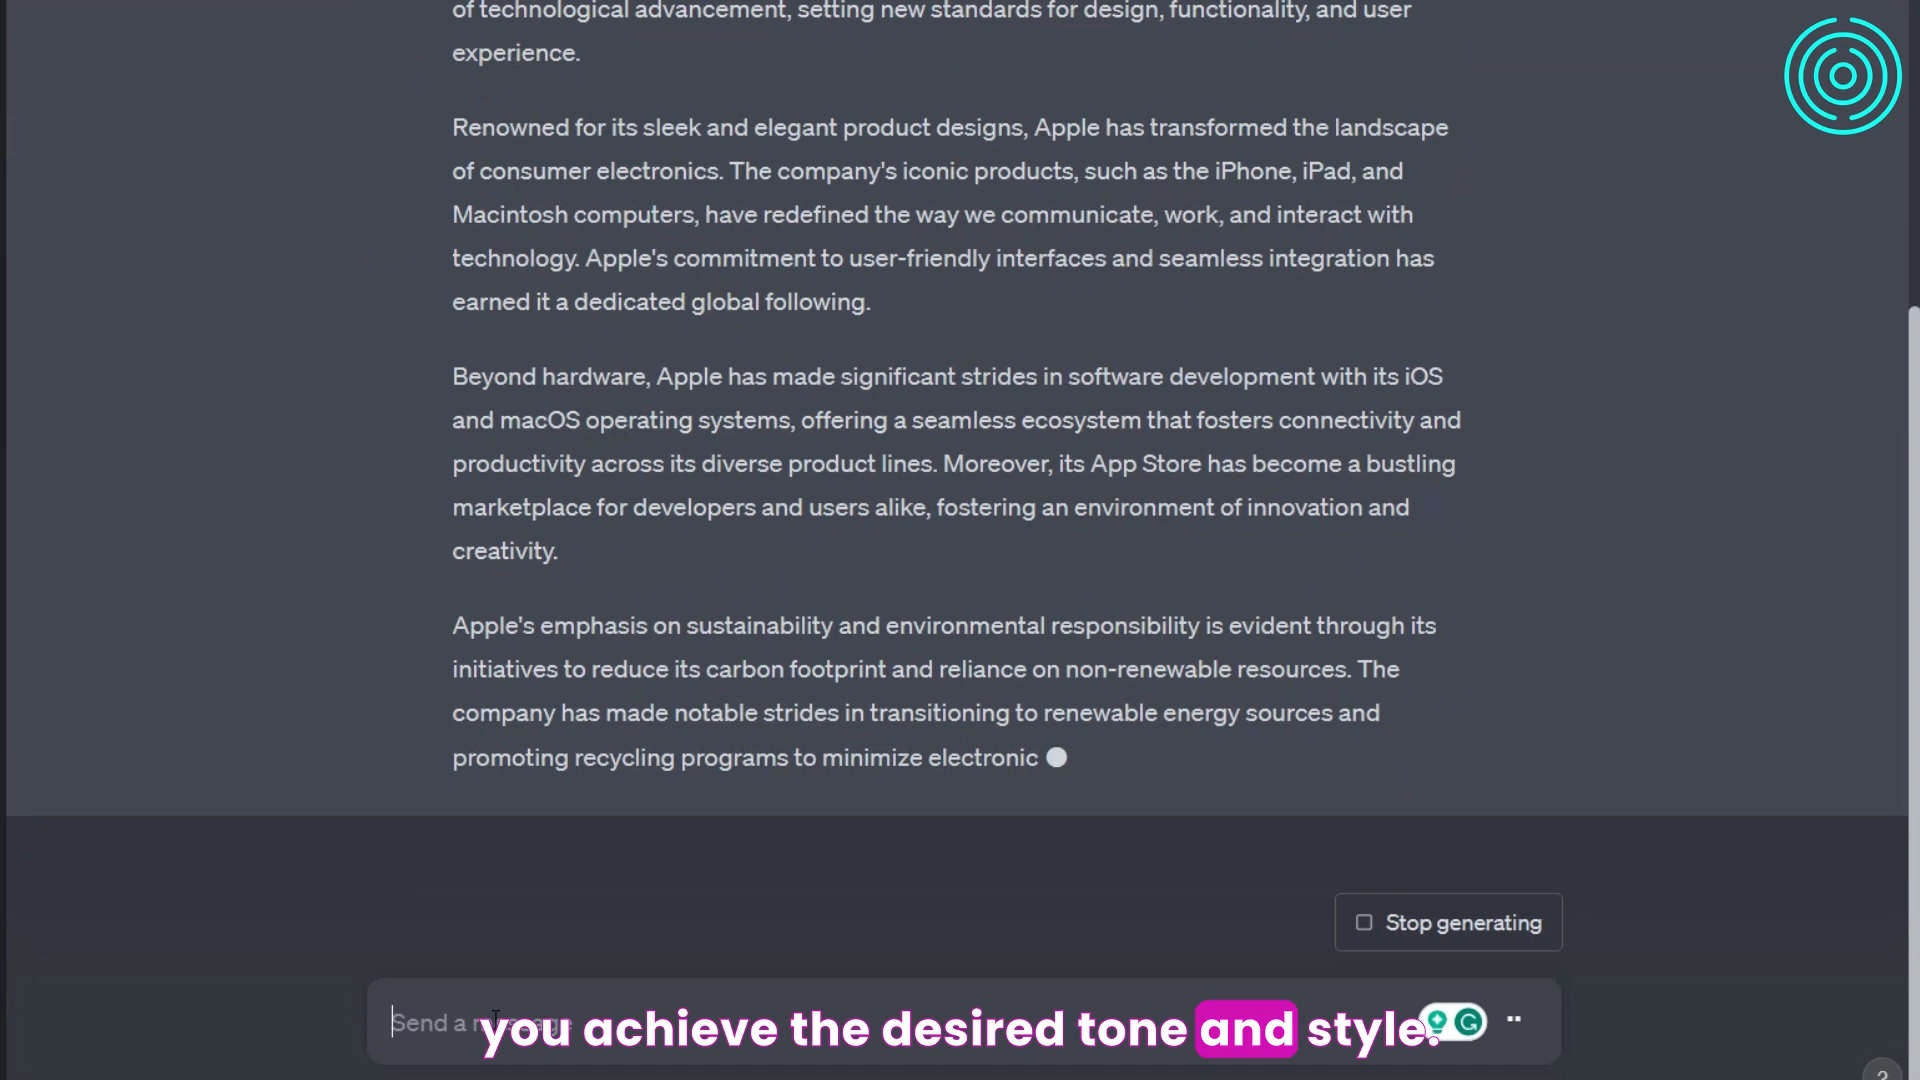 of technological advancement, setting new standards for design, functionality, and user
experience.
Renowned for its sleek and elegant product designs, Apple has transformed the landscape
of consumer electronics. The company's iconic products, such as the iPhone, iPad, and
Macintosh computers, have redefined the way we communicate, work, and interact with
technology. Apple's commitment to user-friendly interfaces and seamless integration has
earned it a dedicated global following.
Beyond hardware, Apple has made significant strides in software development with its iOS
and macOS operating systems, offering a seamless ecosystem that fosters connectivity and
productivity across its diverse product lines. Moreover, its App Store has become a bustling
marketplace for developers and users alike, fostering an environment of innovation and
creativity.
Apple's emphasis on sustainability and environmental responsibility is evident through its
initiatives to reduce its carbon footprint and reliance on non-renewable resources. The
company has made notable strides in transitioning to renewable energy sources and
promoting recycling programs to minimize electronic
Stop generating
Send a
you achieve the desired tone and style.
?